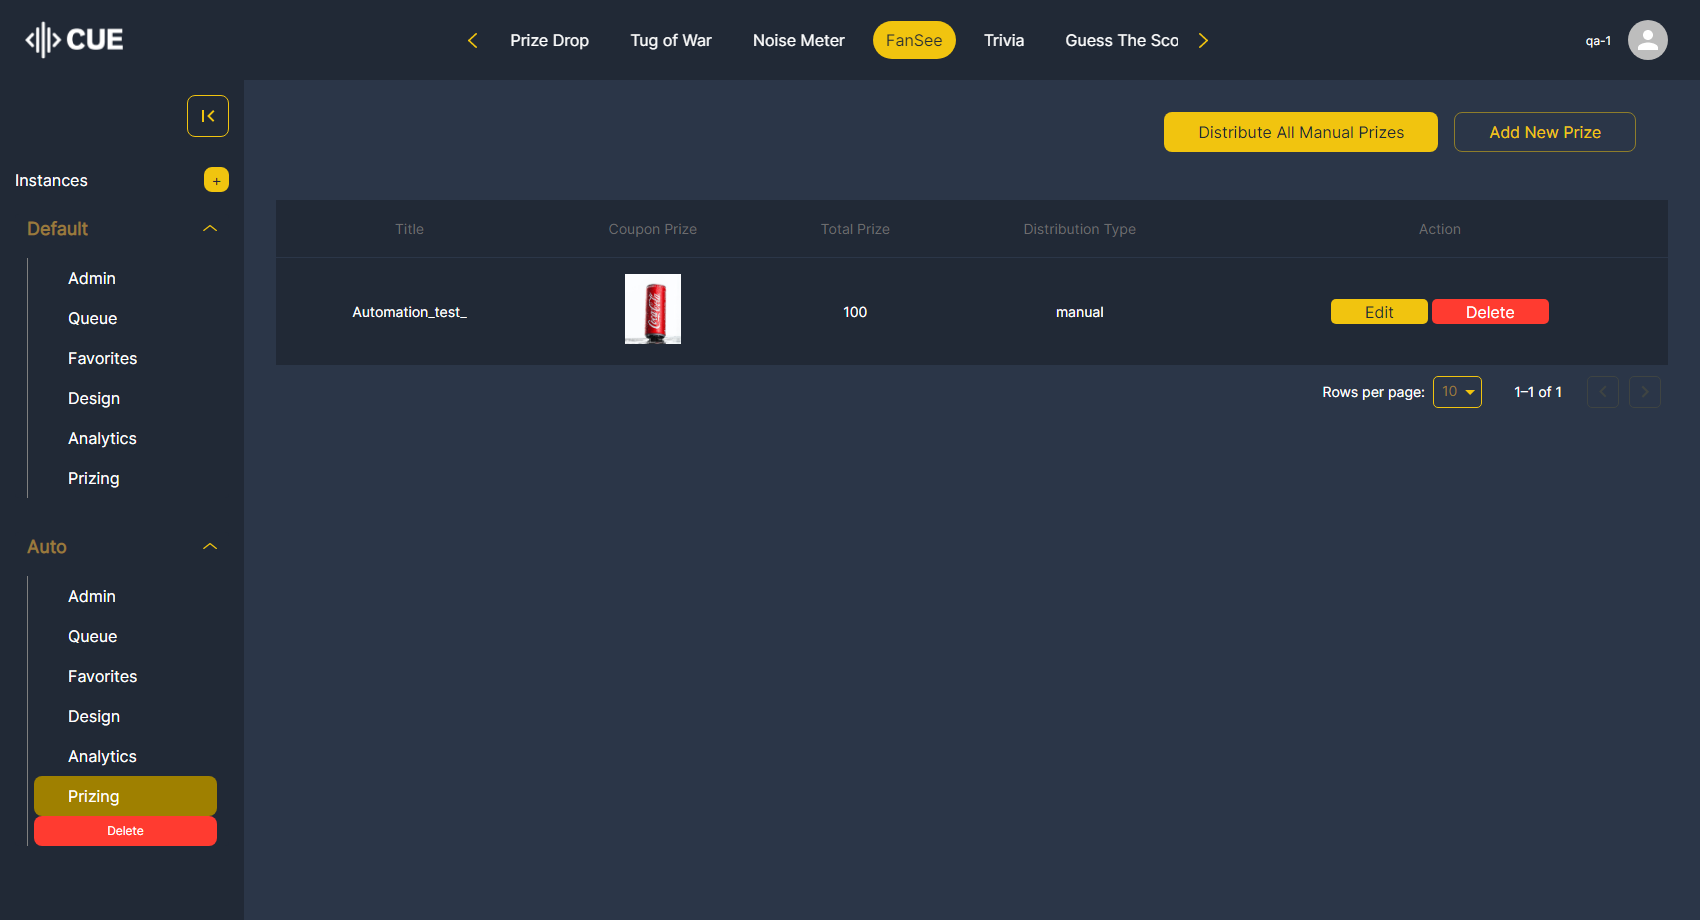 CUE
Prize Drop
Tug of War
Noise Meter
FanSee
Trivia
Guess The Sco
qa-1
Instances
+
Default
Admin
Queue
Favorites
Design
Analytics
Prizing
Auto
Admin
Queue
Favorites
Design
Analytics
Prizing
Delete
Distribute All Manual Prizes
Add New Prize
Title
Coupon Prize
Total Prize
Distribution Type
Action
Automation_test_
Coca-Cola
100
manual
Edit
Delete
Rows per page:
10
1–1 of 1